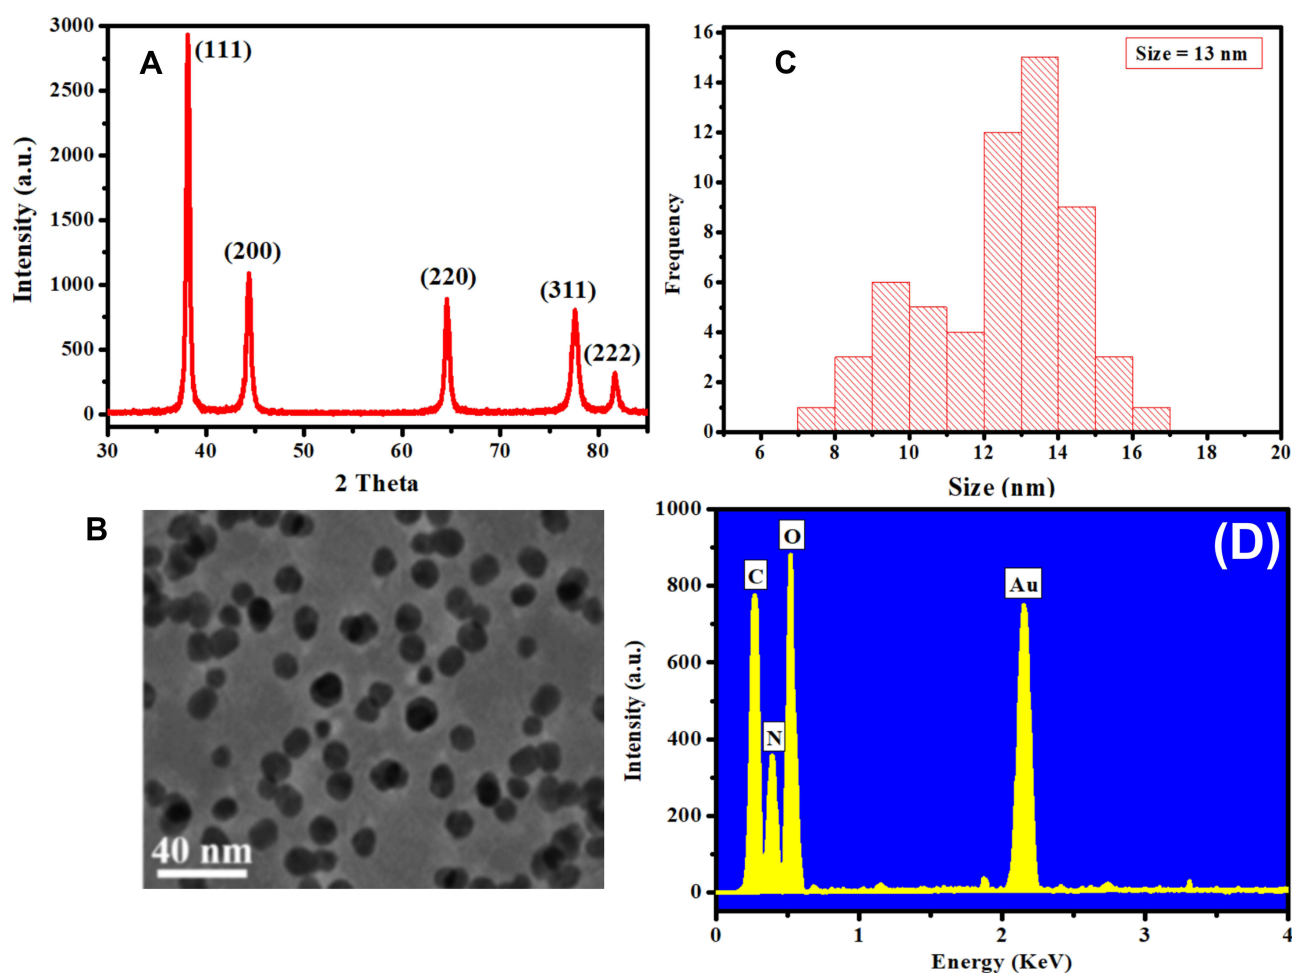 A
3000
2500
2000
1500
1000
500
0
Intensity (a.u.)
(111)
(200)
(220)
(311)
(222)
30 40 50 60 70 80
2 Theta
C
Size = 13 nm
16
14
12
10
8
6
4
2
0
Frequency
6 8 10 12 14 16 18 20
Size (nm)
B
40 nm
(D)
1000
800
600
400
200
0
Intensity (a.u.)
C
N
O
Au
0 1 2 3 4
Energy (KeV)